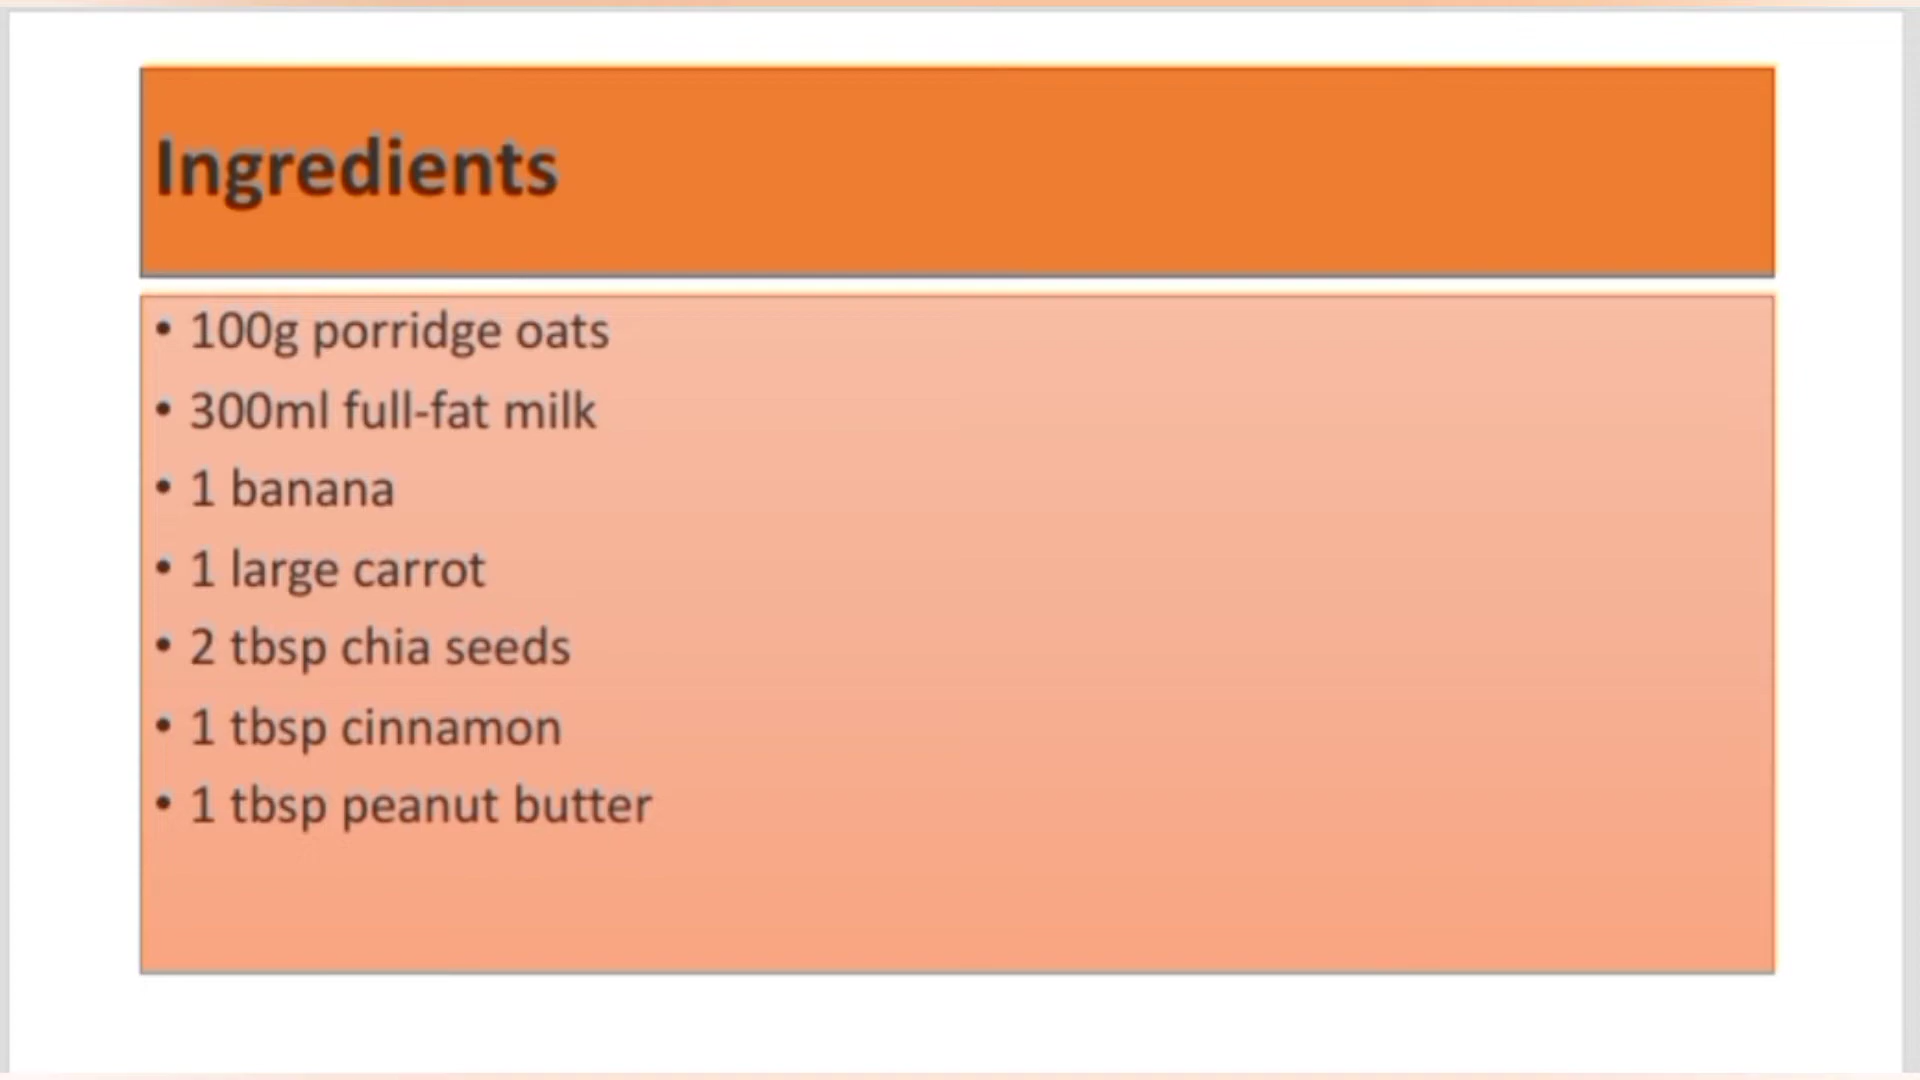 Ingredients
• 100g porridge oats
• 300ml full-fat milk
• 1 banana
• 1 large carrot
• 2 tbsp chia seeds
• 1 tbsp cinnamon
• 1 tbsp peanut butter